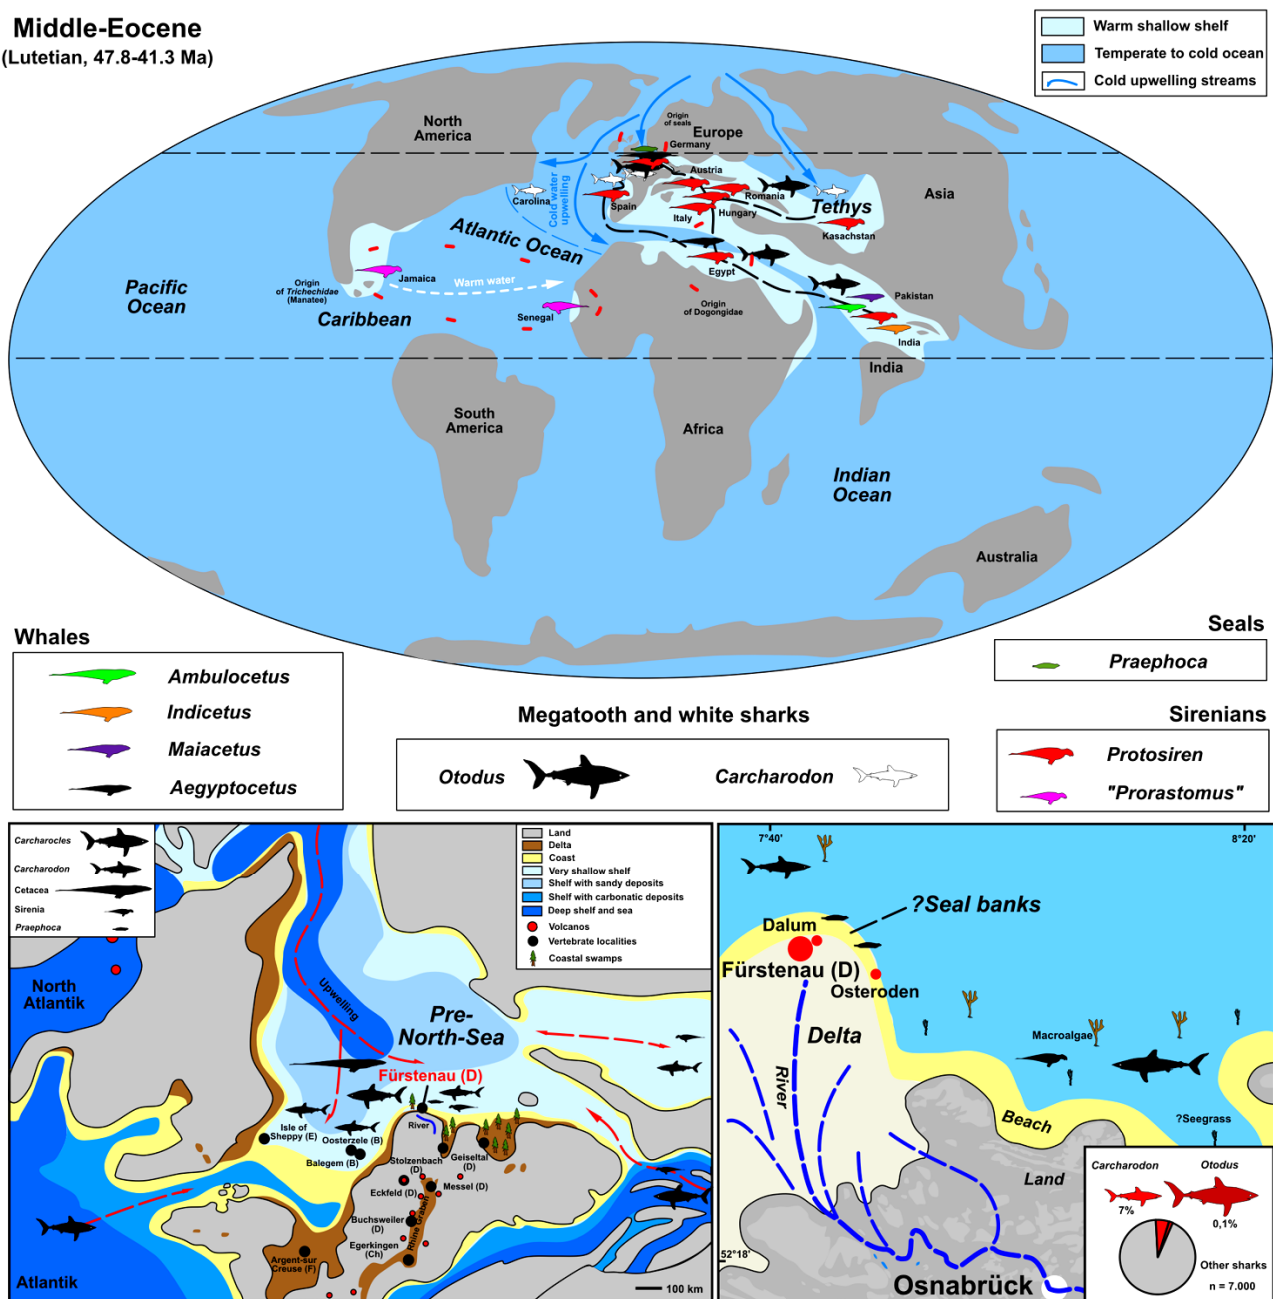 Middle-Eocene
(Lutetian, 47.8-41.3 Ma)
Warm shallow shelf
Temperate to cold ocean
Cold upwelling streams
North
America
Origin
of seals
Europe
Germany
Asia
Austria
Carolina
Cold water
upwelling
Spain
Romania
Tethys
Italy
Hungary
Kasachstan
Atlantic Ocean
Egypt
Pacific
Ocean
Origin
of Trichechidae
(Manatee)
Jamaica
Warm water
Caribbean
Senegal
Origin
of Dogongidae
Pakistan
India
India
South
America
Africa
Indian
Ocean
Australia
Whales
Ambulocetus
Indicetus
Maiacetus
Aegyptocetus
Megatooth and white sharks
Otodus
Carcharodon
Seals
Praephoca
Sirenians
Protosiren
"Prorastomus"
Carcharocles
Carcharodon
Cetacea
Sirenia
Praephoca
Land
Delta
Coast
Very shallow shelf
Shelf with sandy deposits
Shelf with carbonatic deposits
Deep shelf and sea
Volcanos
Vertebrate localities
Coastal swamps
North
Atlantik
Upwelling
Pre-
North-Sea
Fürstenau (D)
Isle of
Sheppy (E)
Oosterzele (B)
Balegem (B)
River
Stolzenbach
(D)
Geiseltal
(D)
Eckfeld (D)
Messel (D)
Buchsweiler
(D)
Rhine Graben
Egerkingen
(Ch)
Argent-sur
Creuse (F)
Atlantik
100 km
7°40'
8°20'
?Seal banks
Dalum
Fürstenau (D)
Osteroden
Delta
River
Macroalgae
?Seegrass
Beach
Land
52°18'
Osnabrück
Carcharodon
Otodus
7%
0,1%
Other sharks
n = 7.000